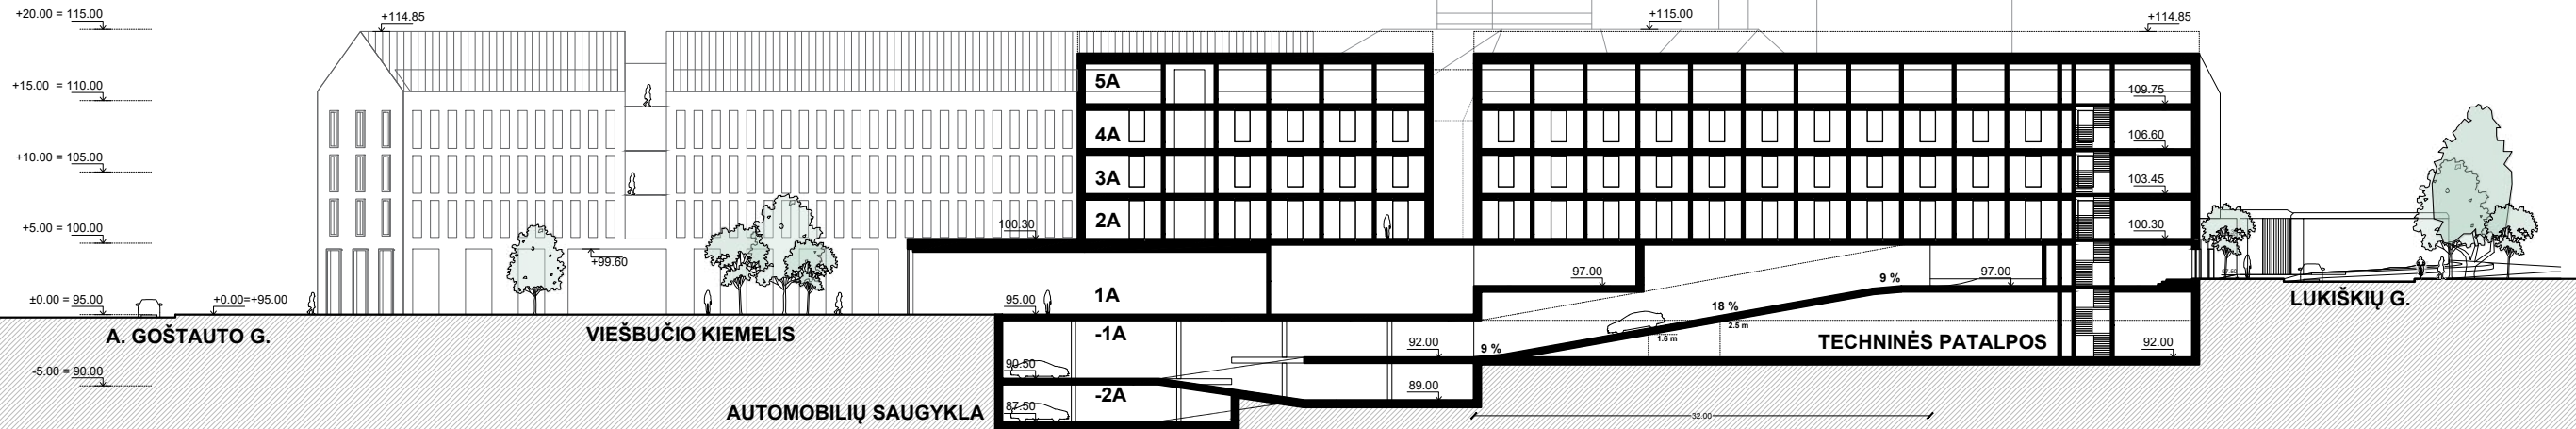 +20.00 = 115.00
+15.00 = 110.00
+10.00 = 105.00
+5.00 = 100.00
±0.00 = 95.00
-5.00 = 90.00
A. GOŠTAUTO G.
+0.00=+95.00
+114.85
+99.60
VIEŠBUČIO KIEMELIS
AUTOMOBILIŲ SAUGYKLA
100.30
95.00
90.50
87.50
5A
4A
3A
2A
1A
-1A
-2A
92.00
89.00
9 %
18 %
9 %
1.6 m
2.5 m
32.00
97.00
97.00
TECHNINĖS PATALPOS
+115.00
+114.85
109.75
106.60
103.45
100.30
92.00
97.50
LUKIŠKIŲ G.